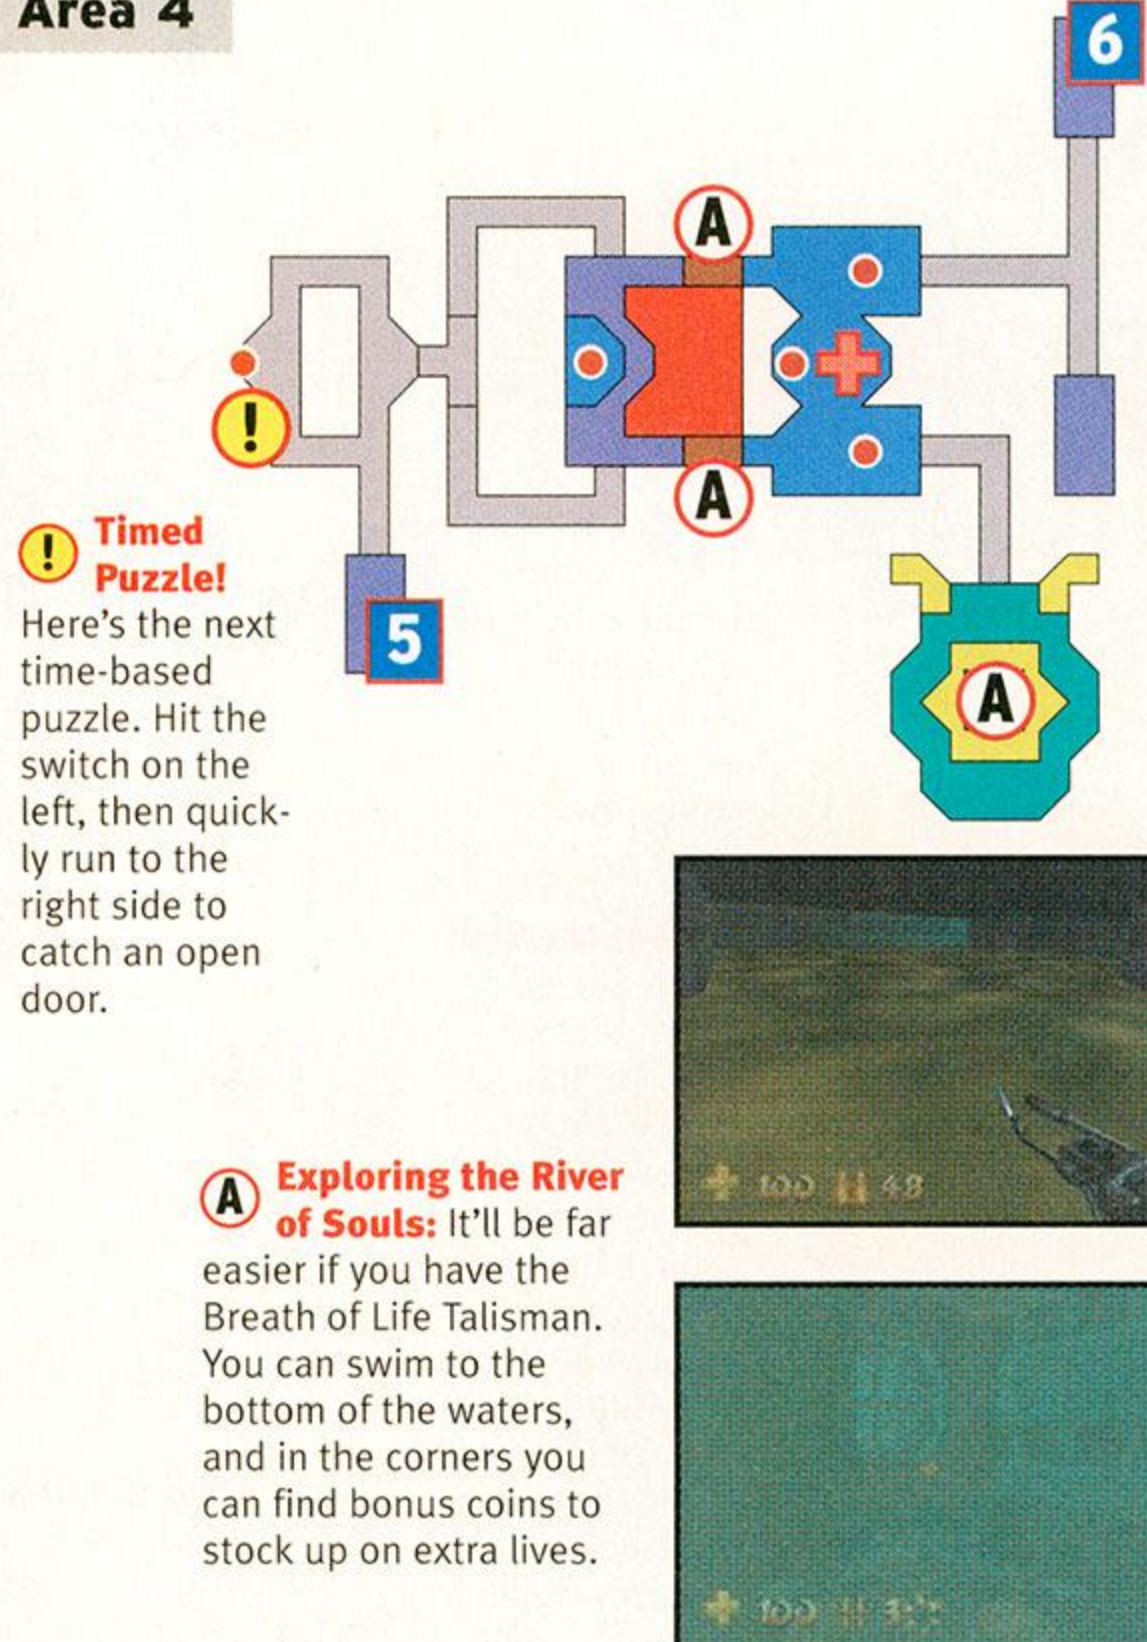 Area 4
6
A
!
A
5
A
! Timed
Puzzle!
Here's the next
time-based
puzzle. Hit the
switch on the
left, then quick-
ly run to the
right side to
catch an open
door.
100 48
A Exploring the River
of Souls: It'll be far
easier if you have the
Breath of Life Talisman.
You can swim to the
bottom of the waters,
and in the corners you
can find bonus coins to
stock up on extra lives.
100